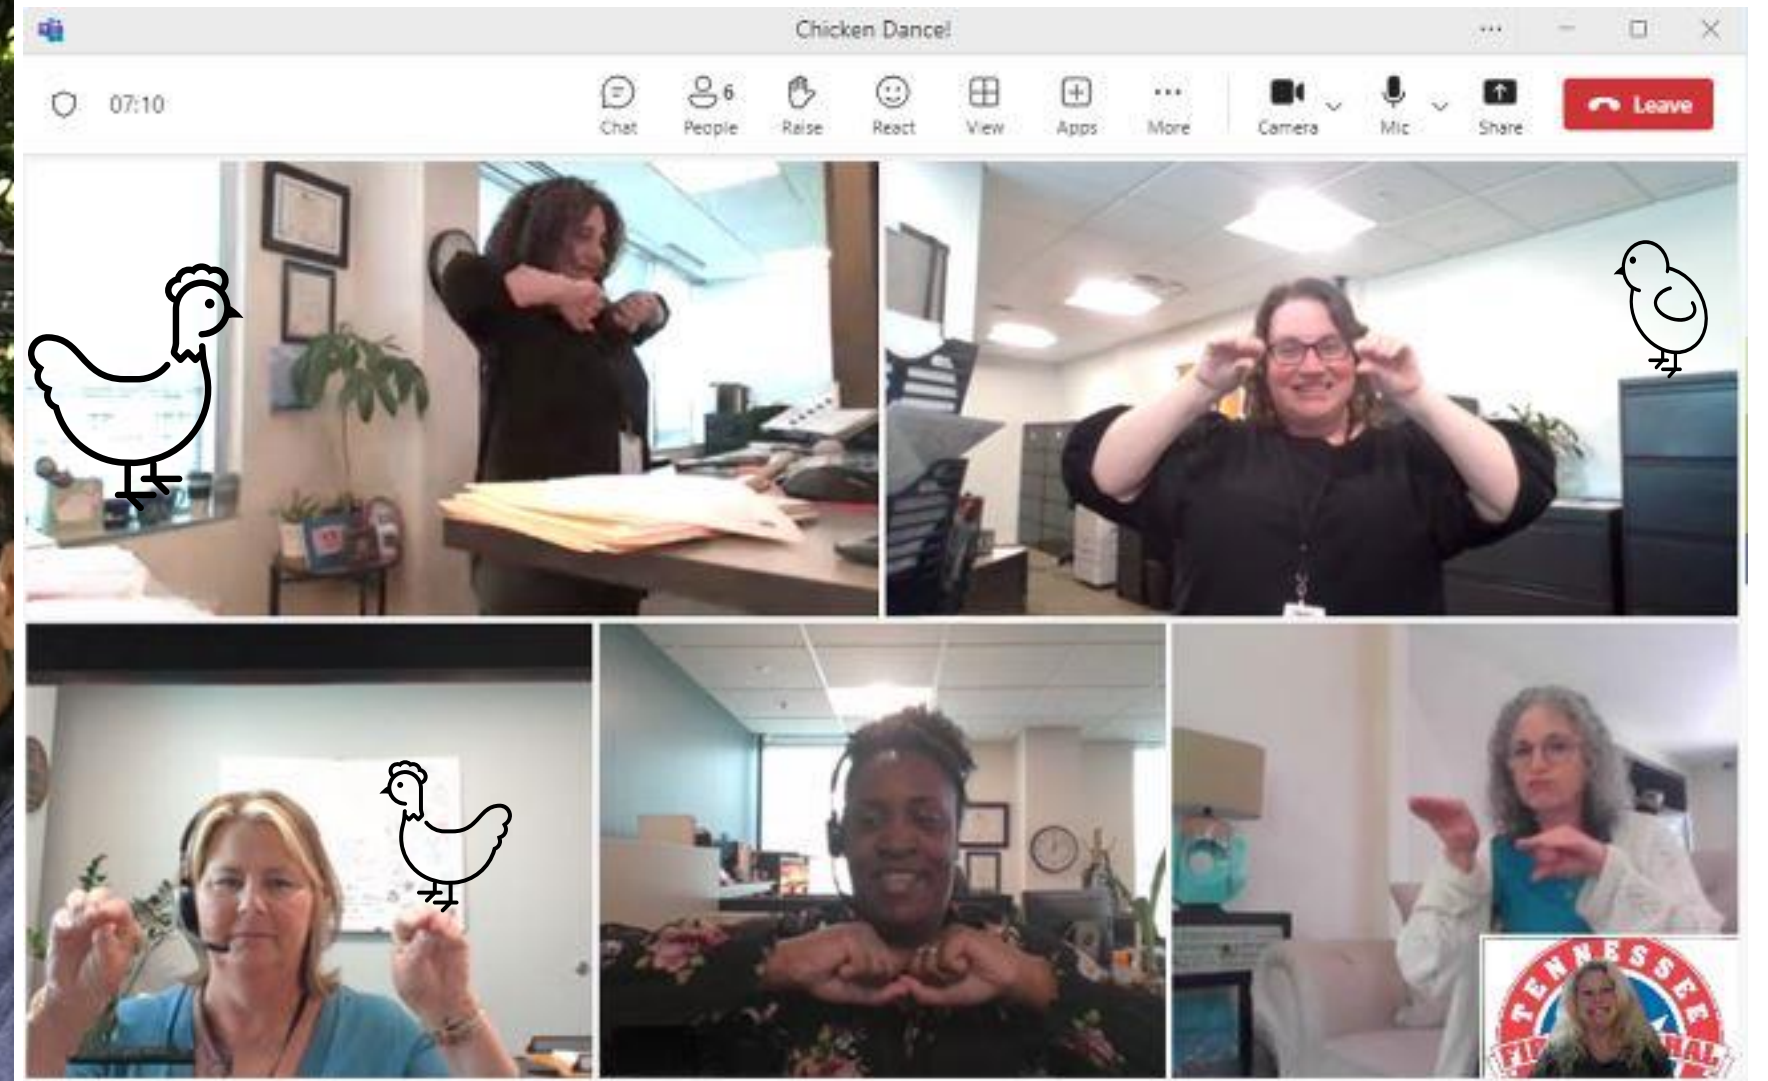 Chicken Dance!
07:10
Chat
6
People
Raise
React
View
Apps
More
Camera
Mic
Share
Leave
TENNESSEE